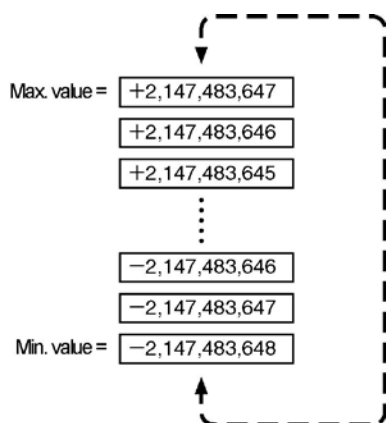 Max. value = +2,147,483,647
+2,147,483,646
+2,147,483,645
−2,147,483,646
−2,147,483,647
Min. value = −2,147,483,648